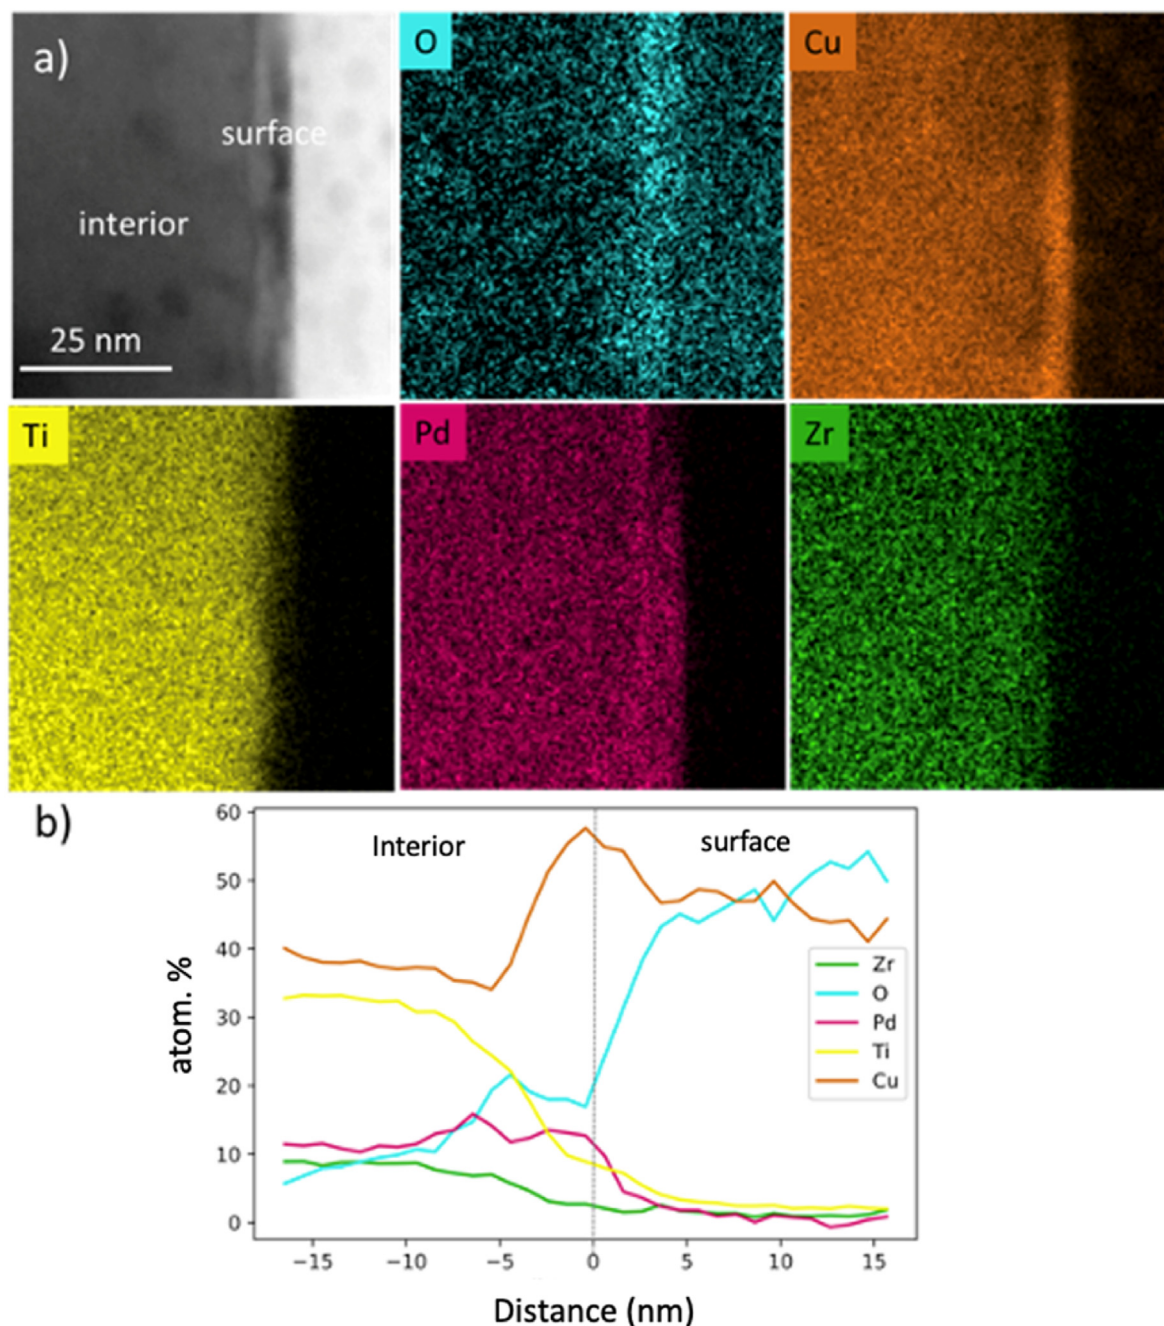 a)
surface
interior
25 nm
O
Cu
Ti
Pd
Zr
b)
60
50
40
30
20
10
0
atom. %
Interior
surface
Zr
O
Pd
Ti
Cu
−15
−10
−5
0
5
10
15
Distance (nm)